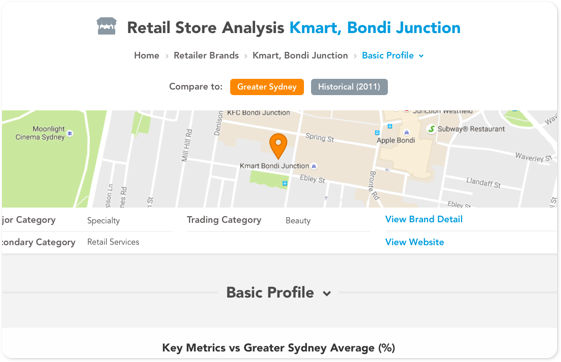 Retail Store Analysis Kmart, Bondi Junction
Home › Retailer Brands › Kmart, Bondi Junction › Basic Profile
Compare to: Greater Sydney Historical (2011)
KFC Bondi Junction
Junction Westfield
Moonlight
Cinema Sydney
Denison
Mill Hill Rd
Spring St
Subway® Restaurant
Apple Bondi
Waverley St
Kmart Bondi Junction
Ebley St
Bronte Rd
Llandaff St
Ebley St
jor Category Specialty Trading Category Beauty View Brand Detail
condary Category Retail Services View Website
Basic Profile
Key Metrics vs Greater Sydney Average (%)